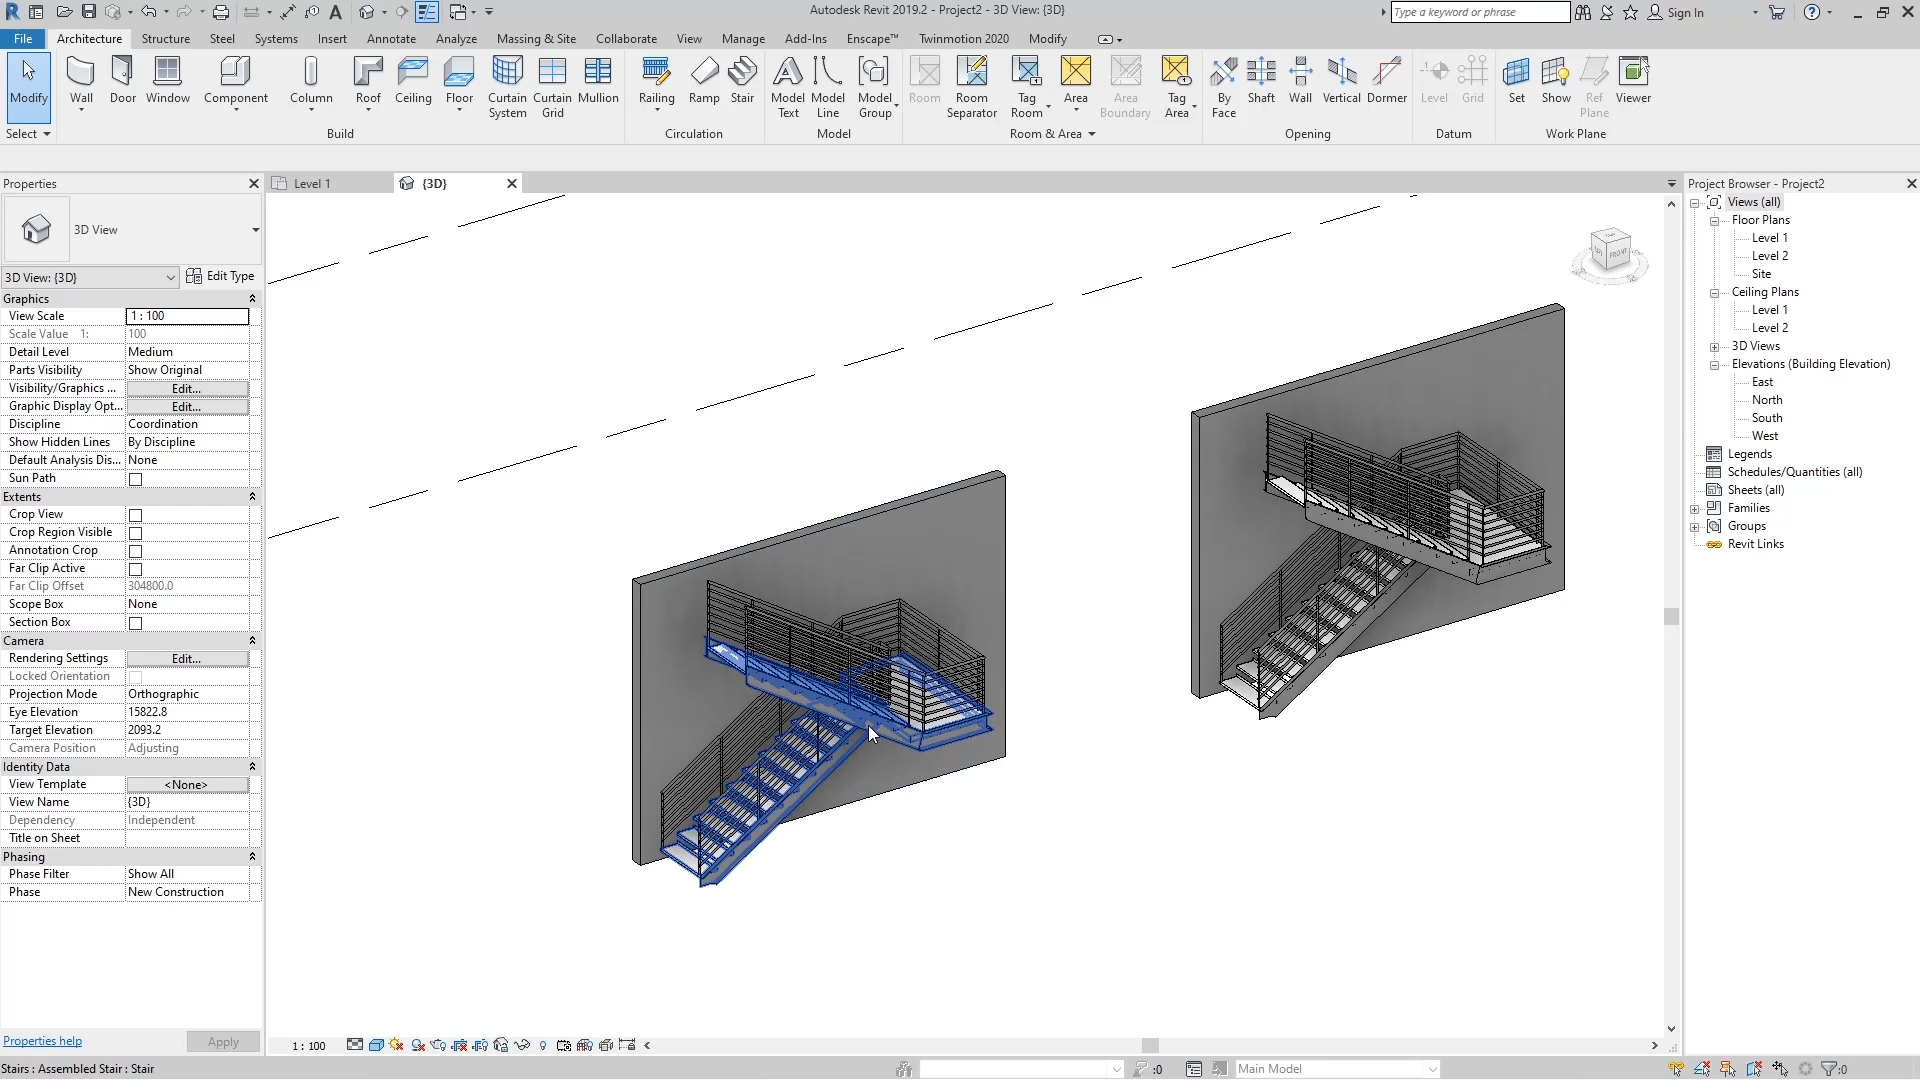 Autodesk Revit 2019.2 - Project2 - 3D View: {3D}
Type a keyword or phrase
Sign In
File Architecture Structure Steel Systems Insert Annotate Analyze Massing & Site Collaborate View Manage Add-Ins Enscape™ Twinmotion 2020 Modify
Modify Wall Door Window Component Column Roof Ceiling Floor Curtain System Curtain Grid Mullion Railing Ramp Stair Model Text Model Line Model Group Room Room Separator Tag Room Area Area Boundary Tag Area By Face Shaft Wall Vertical Dormer Level Grid Set Show Ref Plane Viewer
Select Build Circulation Model Room & Area Opening Datum Work Plane
Properties
Level 1
{3D}
Project Browser - Project2
3D View
3D View: {3D}
Edit Type
Graphics
View Scale 1 : 100
Scale Value 1: 100
Detail Level Medium
Parts Visibility Show Original
Visibility/Graphics ... Edit...
Graphic Display Opt... Edit...
Discipline Coordination
Show Hidden Lines By Discipline
Default Analysis Dis... None
Sun Path
Extents
Crop View
Crop Region Visible
Annotation Crop
Far Clip Active
Far Clip Offset 304800.0
Scope Box None
Section Box
Camera
Rendering Settings Edit...
Locked Orientation
Projection Mode Orthographic
Eye Elevation 15822.8
Target Elevation 2093.2
Camera Position Adjusting
Identity Data
View Template <None>
View Name {3D}
Dependency Independent
Title on Sheet
Phasing
Phase Filter Show All
Phase New Construction
Properties help
Apply
FRONT
Views (all)
Floor Plans
Level 1
Level 2
Site
Ceiling Plans
Level 1
Level 2
3D Views
Elevations (Building Elevation)
East
North
South
West
Legends
Schedules/Quantities (all)
Sheets (all)
Families
Groups
Revit Links
1 : 100
Stairs : Assembled Stair : Stair
:0
Main Model
:0